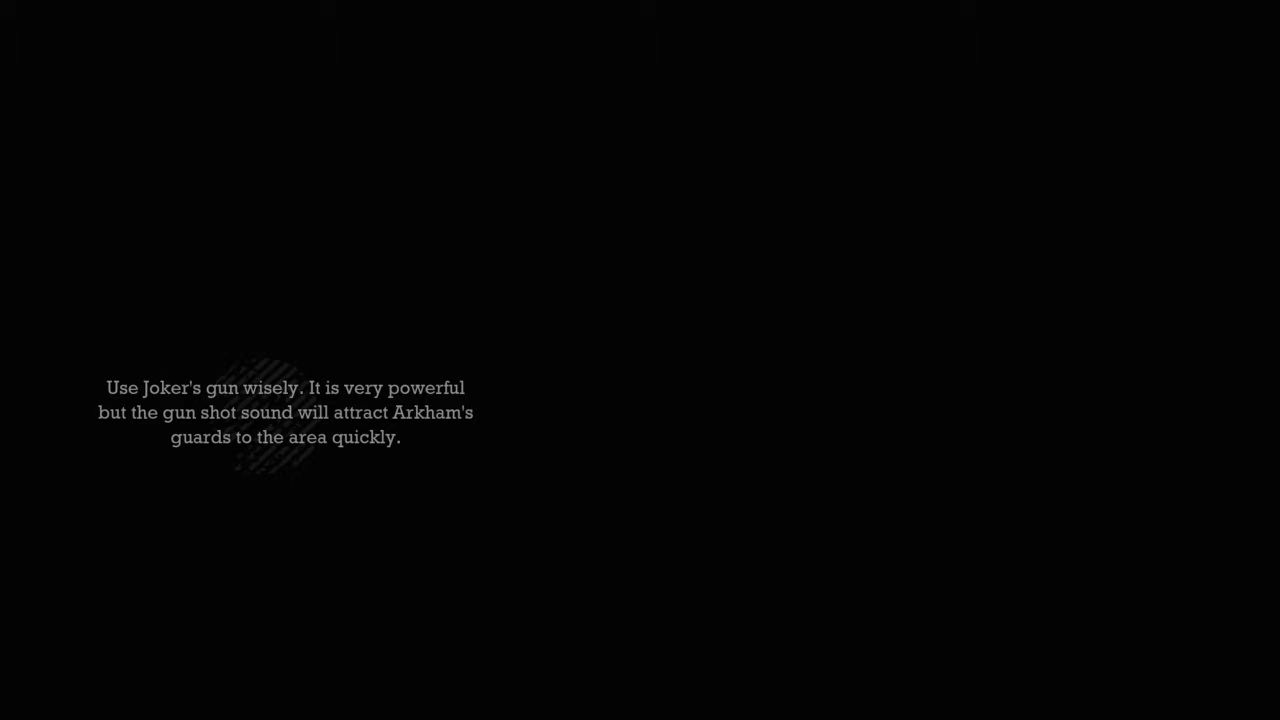 Use Joker's gun wisely. It is very powerful
but the gun shot sound will attract Arkham's
guards to the area quickly.